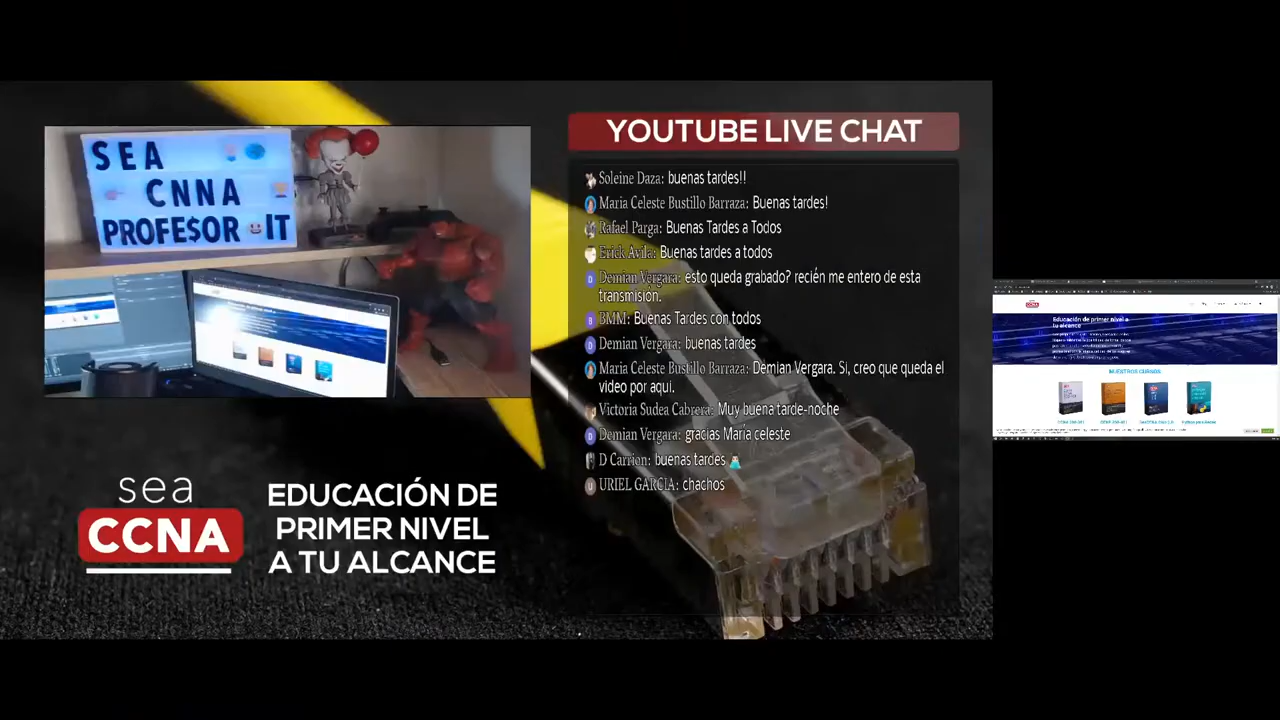 SEA
CNNA
PROFE$OR IT
sea
CCNA
EDUCACIÓN DE
PRIMER NIVEL
A TU ALCANCE
YOUTUBE LIVE CHAT
Soleine Daza: buenas tardes!!
Maria Celeste Bustillo Barraza: Buenas tardes!
Rafael Parga: Buenas Tardes a Todos
Erick Avila: Buenas tardes a todos
Demian Vergara: esto queda grabado? recién me entero de esta
transmisión.
BMM: Buenas Tardes con todos
Demian Vergara: buenas tardes
Maria Celeste Bustillo Barraza: Demian Vergara. Si, creo que queda el
video por aqui.
Victoria Sudea Cabrera: Muy buena tarde-noche
Demian Vergara: gracias María celeste
D Carrion: buenas tardes
URIEL GARCIA: chachos
Educación de primer nivel a
tu alcance
NUESTROS CURSOS